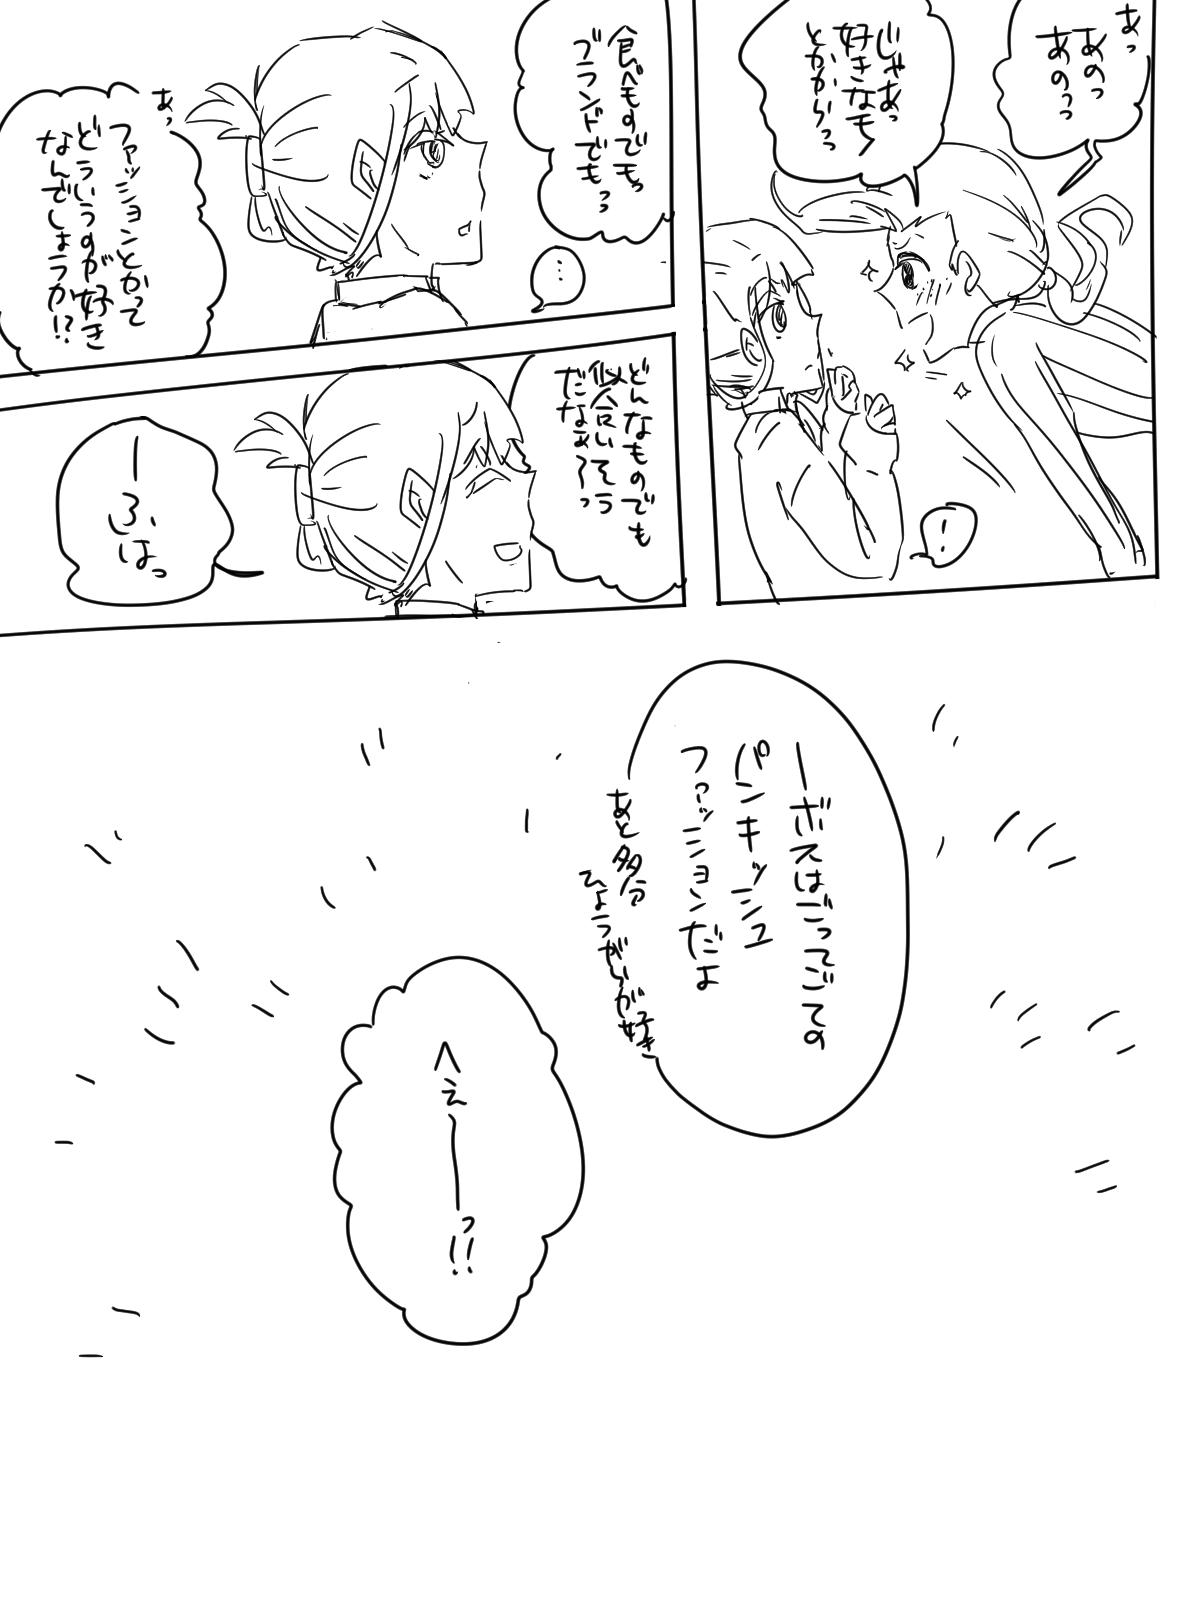 あっ
あのっ
あのっっ
じゃあっ
好きなモノ
とかからっ
！
食べものでもっ
ブランドでもっっ
…
あっ
ファッションとかって
どういうのが好き
なんでしょうか！？
どんなものでも
似合いそう
だなぁ〜っ
ーふはっ
ーボスはごってごての
パンキッシュ
ファッションだよ
あと多分
ひょうがらが好き
へぇ〜ーっ！！